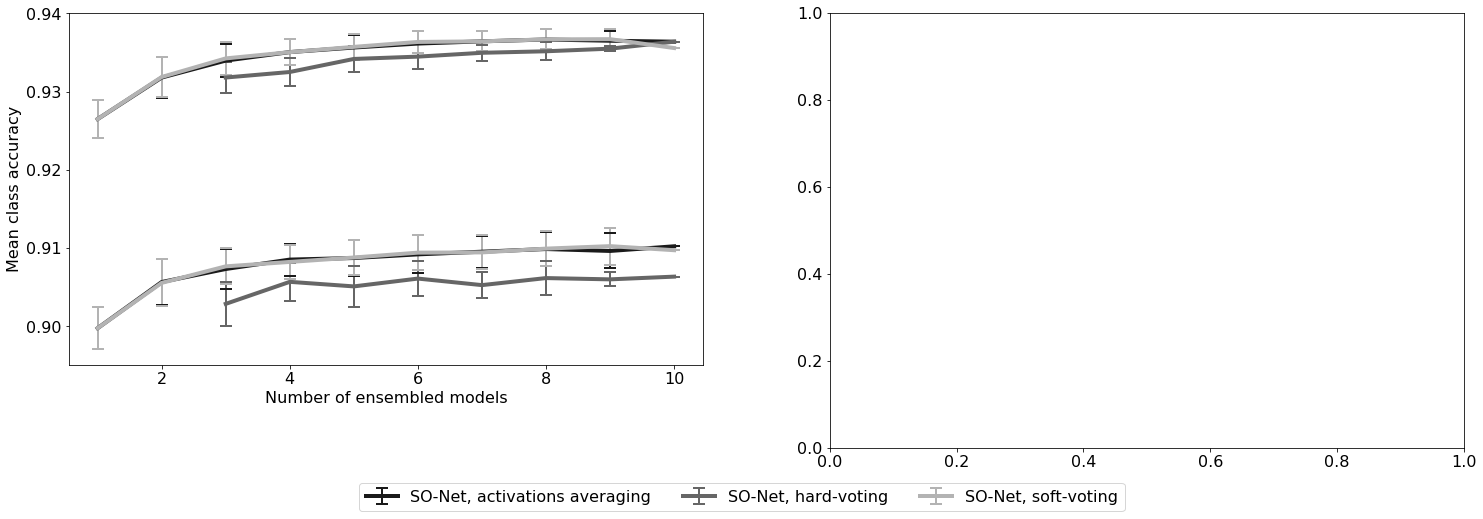 0.94
0.93
0.92
0.91
0.90
Mean class accuracy
2 4 6 8 10
Number of ensembled models
1.0
0.8
0.6
0.4
0.2
0.0
0.0 0.2 0.4 0.6 0.8 1.0
SO-Net, activations averaging SO-Net, hard-voting SO-Net, soft-voting